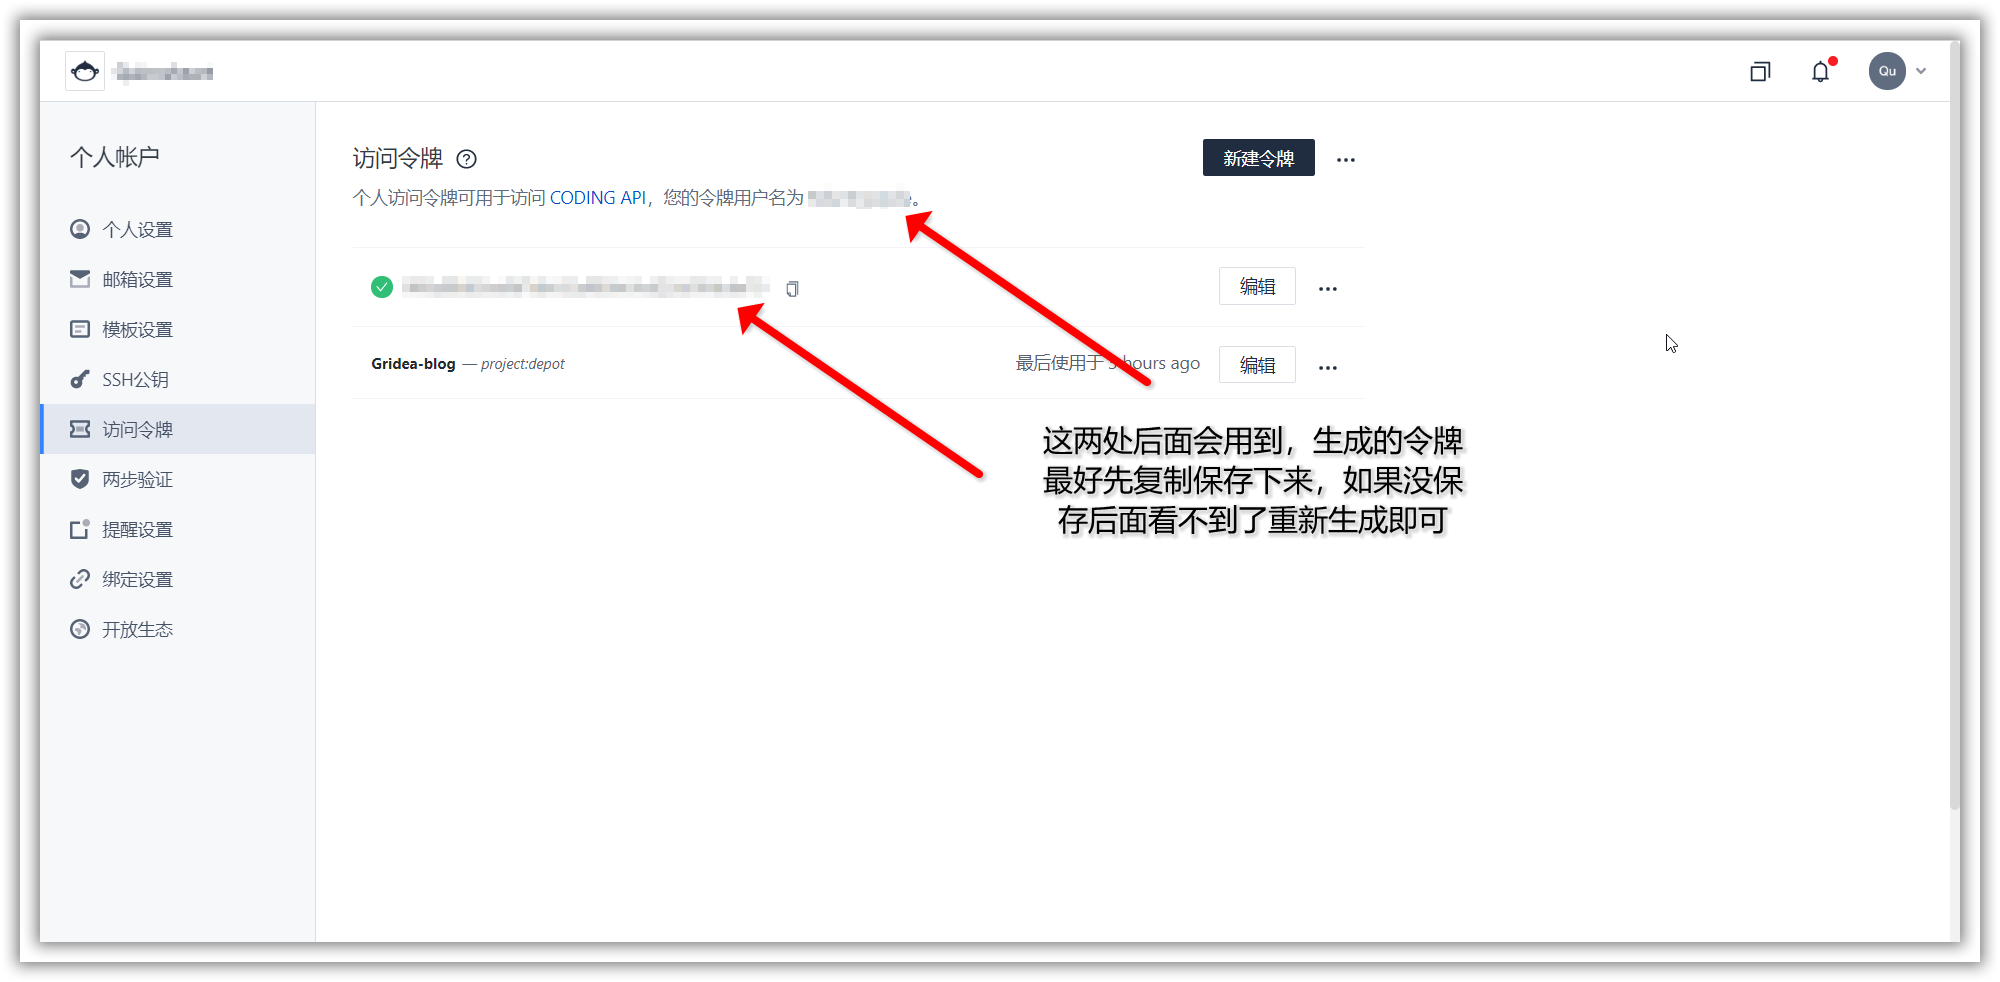 Qu
个人帐户
个人设置
邮箱设置
模板设置
SSH公钥
访问令牌
两步验证
提醒设置
绑定设置
开放生态
访问令牌
新建令牌
个人访问令牌可用于访问 CODING API，您的令牌用户名为 。
编辑
Gridea-blog — project:depot
最后使用于 hours ago
编辑
这两处后面会用到，生成的令牌
最好先复制保存下来，如果没保
存后面看不到了重新生成即可